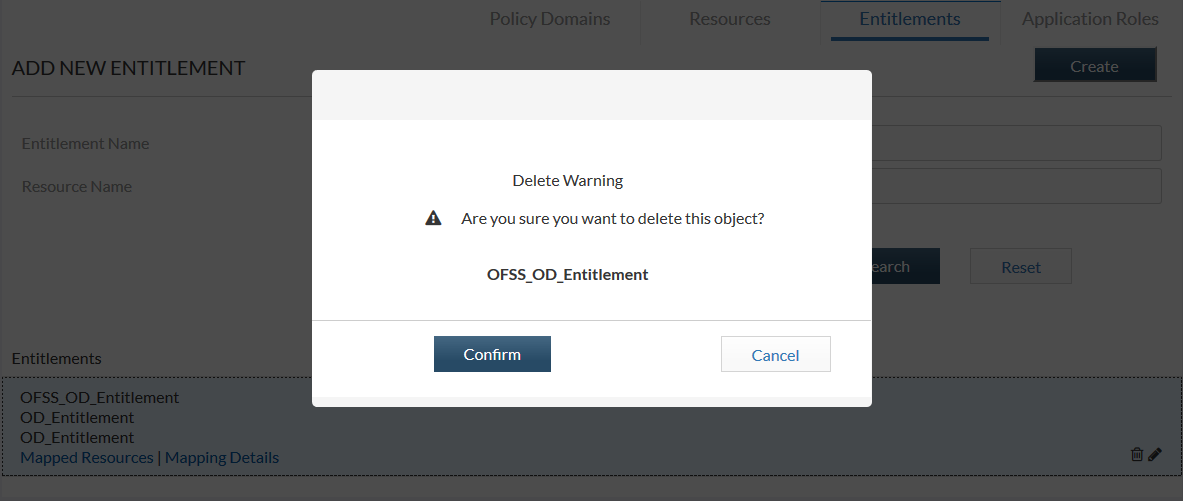 Policy Domains Resources Entitlements Application Roles
ADD NEW ENTITLEMENT
Create
Entitlement Name
Resource Name
Delete Warning
Are you sure you want to delete this object?
OFSS_OD_Entitlement
earch
Reset
Confirm
Cancel
Entitlements
OFSS_OD_Entitlement
OD_Entitlement
OD_Entitlement
Mapped Resources | Mapping Details